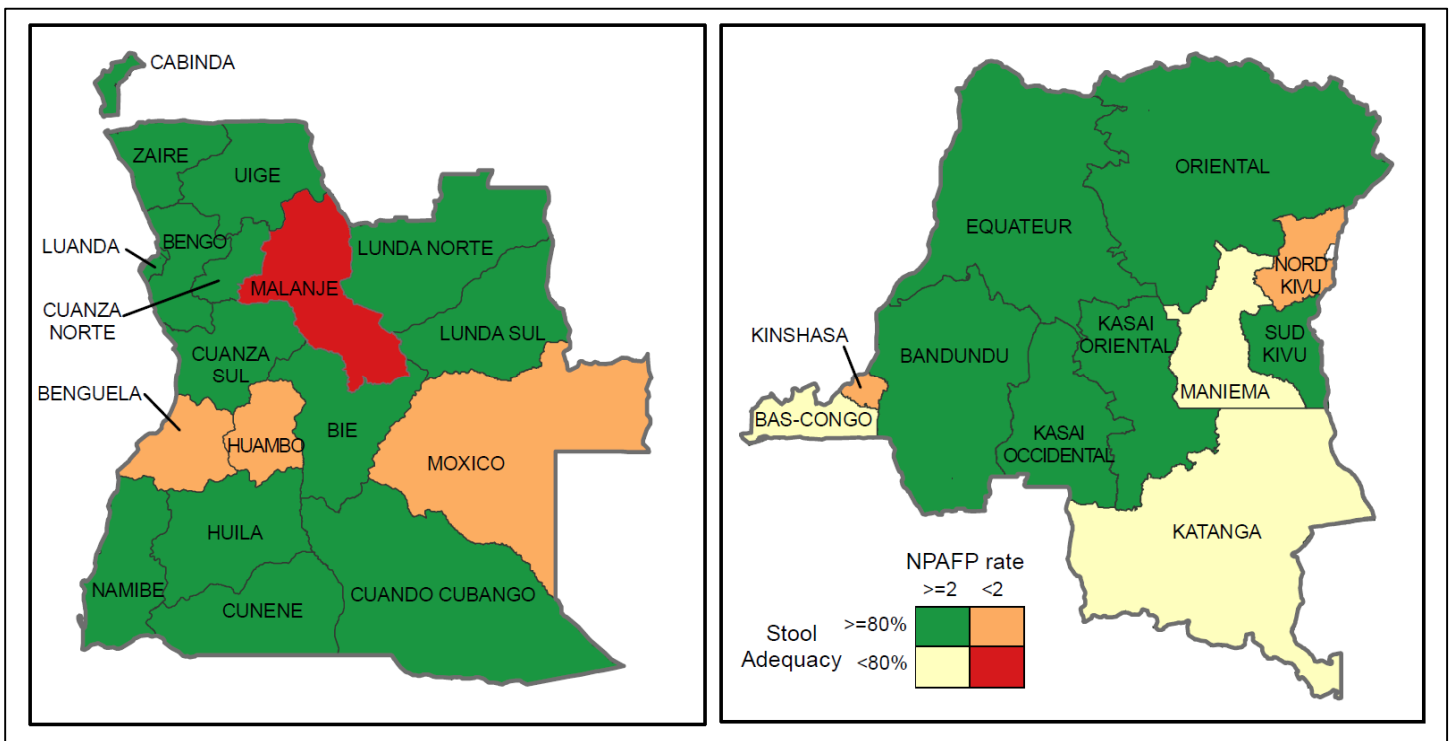 CABINDA
ZAIRE
UIGE
LUANDA
BENGO
LUNDA NORTE
MALANJE
CUANZA
NORTE
LUNDA SUL
CUANZA
SUL
BENGUELA
HUAMBO
BIE
MOXICO
HUILA
NAMIBE
CUNENE
CUANDO CUBANGO
ORIENTAL
EQUATEUR
NORD
KIVU
KINSHASA
BANDUNDU
KASAI
ORIENTAL
SUD
KIVU
MANIEMA
BAS-CONGO
KASAI
OCCIDENTAL
KATANGA
NPAFP rate
>=2 <2
Stool
Adequacy
>=80%
<80%